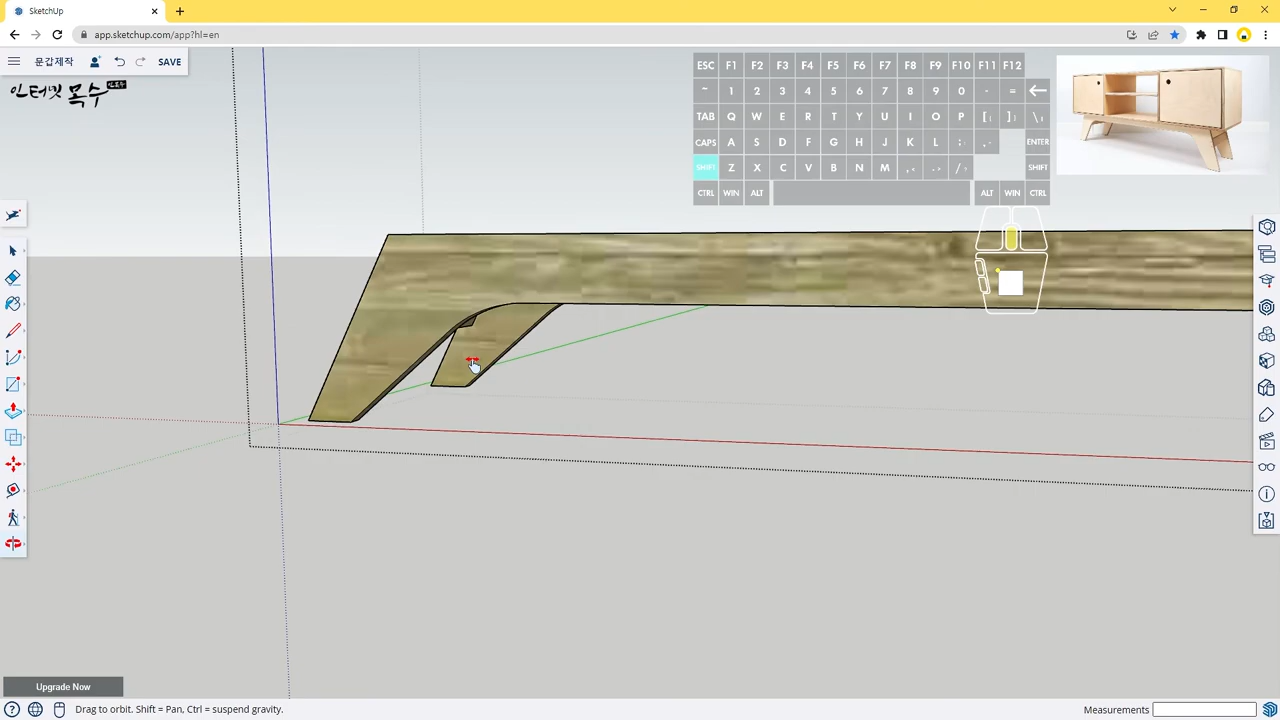 SketchUp
app.sketchup.com/app?hl=en
문갑제작
SAVE
인터넷 목수
ESC F1 F2 F3 F4 F5 F6 F7 F8 F9 F10 F11 F12
~ 1 2 3 4 5 6 7 8 9 0 - =
TAB Q W E R T Y U I O P [ ] \
CAPS A S D F G H J K L : ENTER
SHIFT Z X C V B N M ,< .> /? SHIFT
CTRL WIN ALT ALT WIN CTRL
Upgrade Now
Drag to orbit. Shift = Pan, Ctrl = suspend gravity.
Measurements